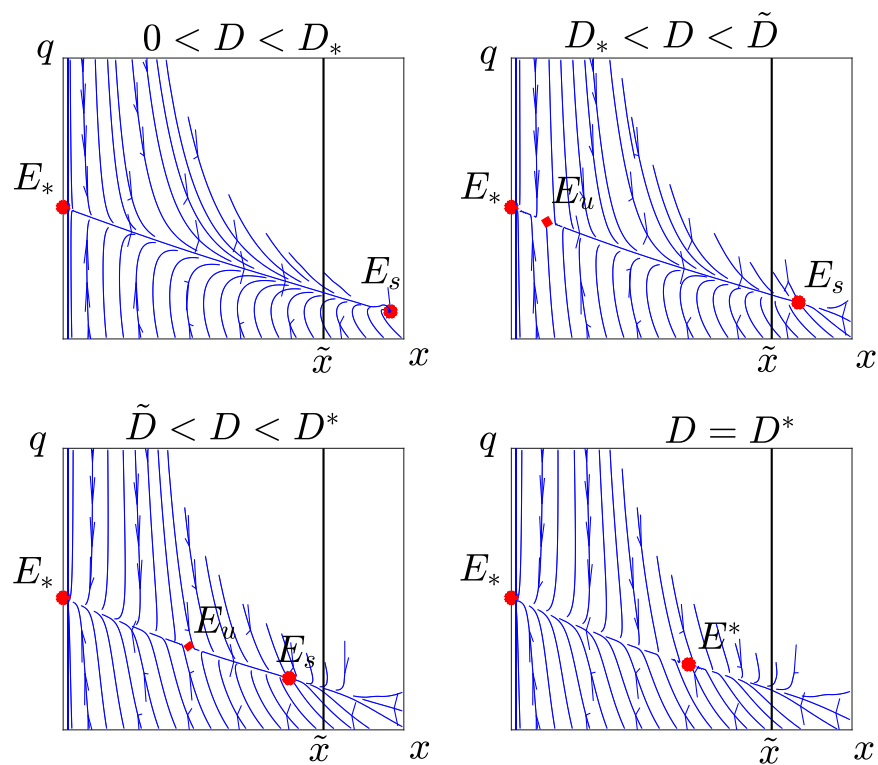 0 < D < D_*
q
E_*
E_s
x̃
x
D_* < D < D̃
q
E_*
E_u
E_s
x̃
x
D̃ < D < D^*
q
E_*
E_u
E_s
x̃
x
D = D^*
q
E_*
E^*
x̃
x